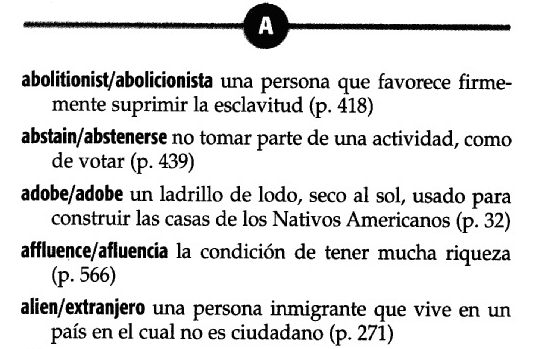 A
abolitionist/abolicionista una persona que favorece firme-
mente suprimir la esclavitud (p. 418)
abstain/abstenerse no tomar parte de una actividad, como
de votar (p. 439)
adobe/adobe un ladrillo de lodo, seco al sol, usado para
construir las casas de los Nativos Americanos (p. 32)
affluence/afluencia la condición de tener mucha riqueza
(p. 566)
alien/extranjero una persona inmigrante que vive en un
país en el cual no es ciudadano (p. 271)